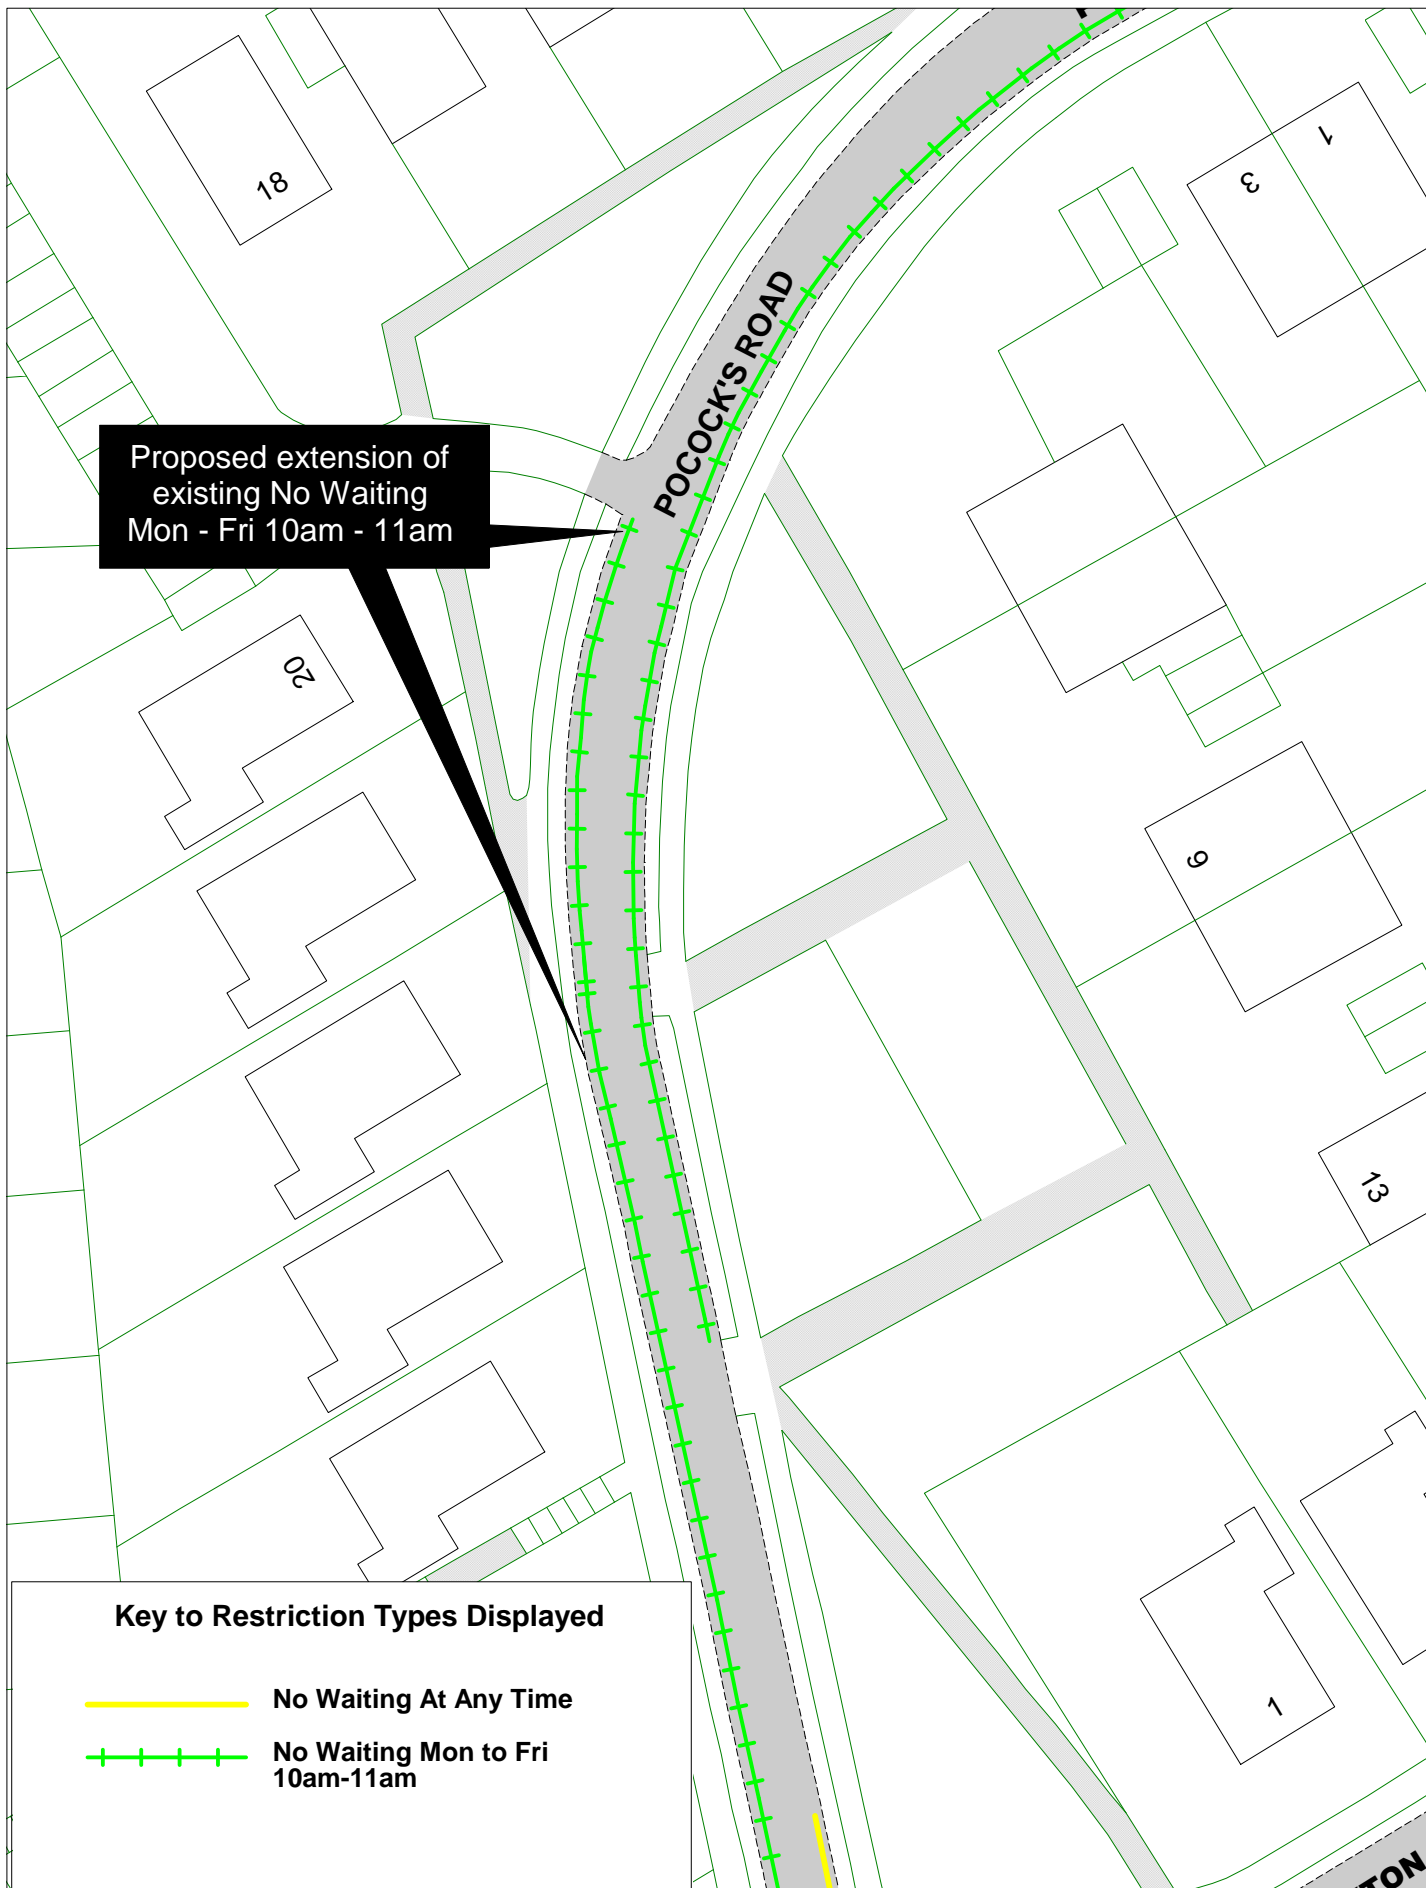 18
1
3
POCOCK'S ROAD
Proposed extension of
existing No Waiting
Mon - Fri 10am - 11am
20
9
13
Key to Restriction Types Displayed
No Waiting At Any Time
No Waiting Mon to Fri
10am-11am
1